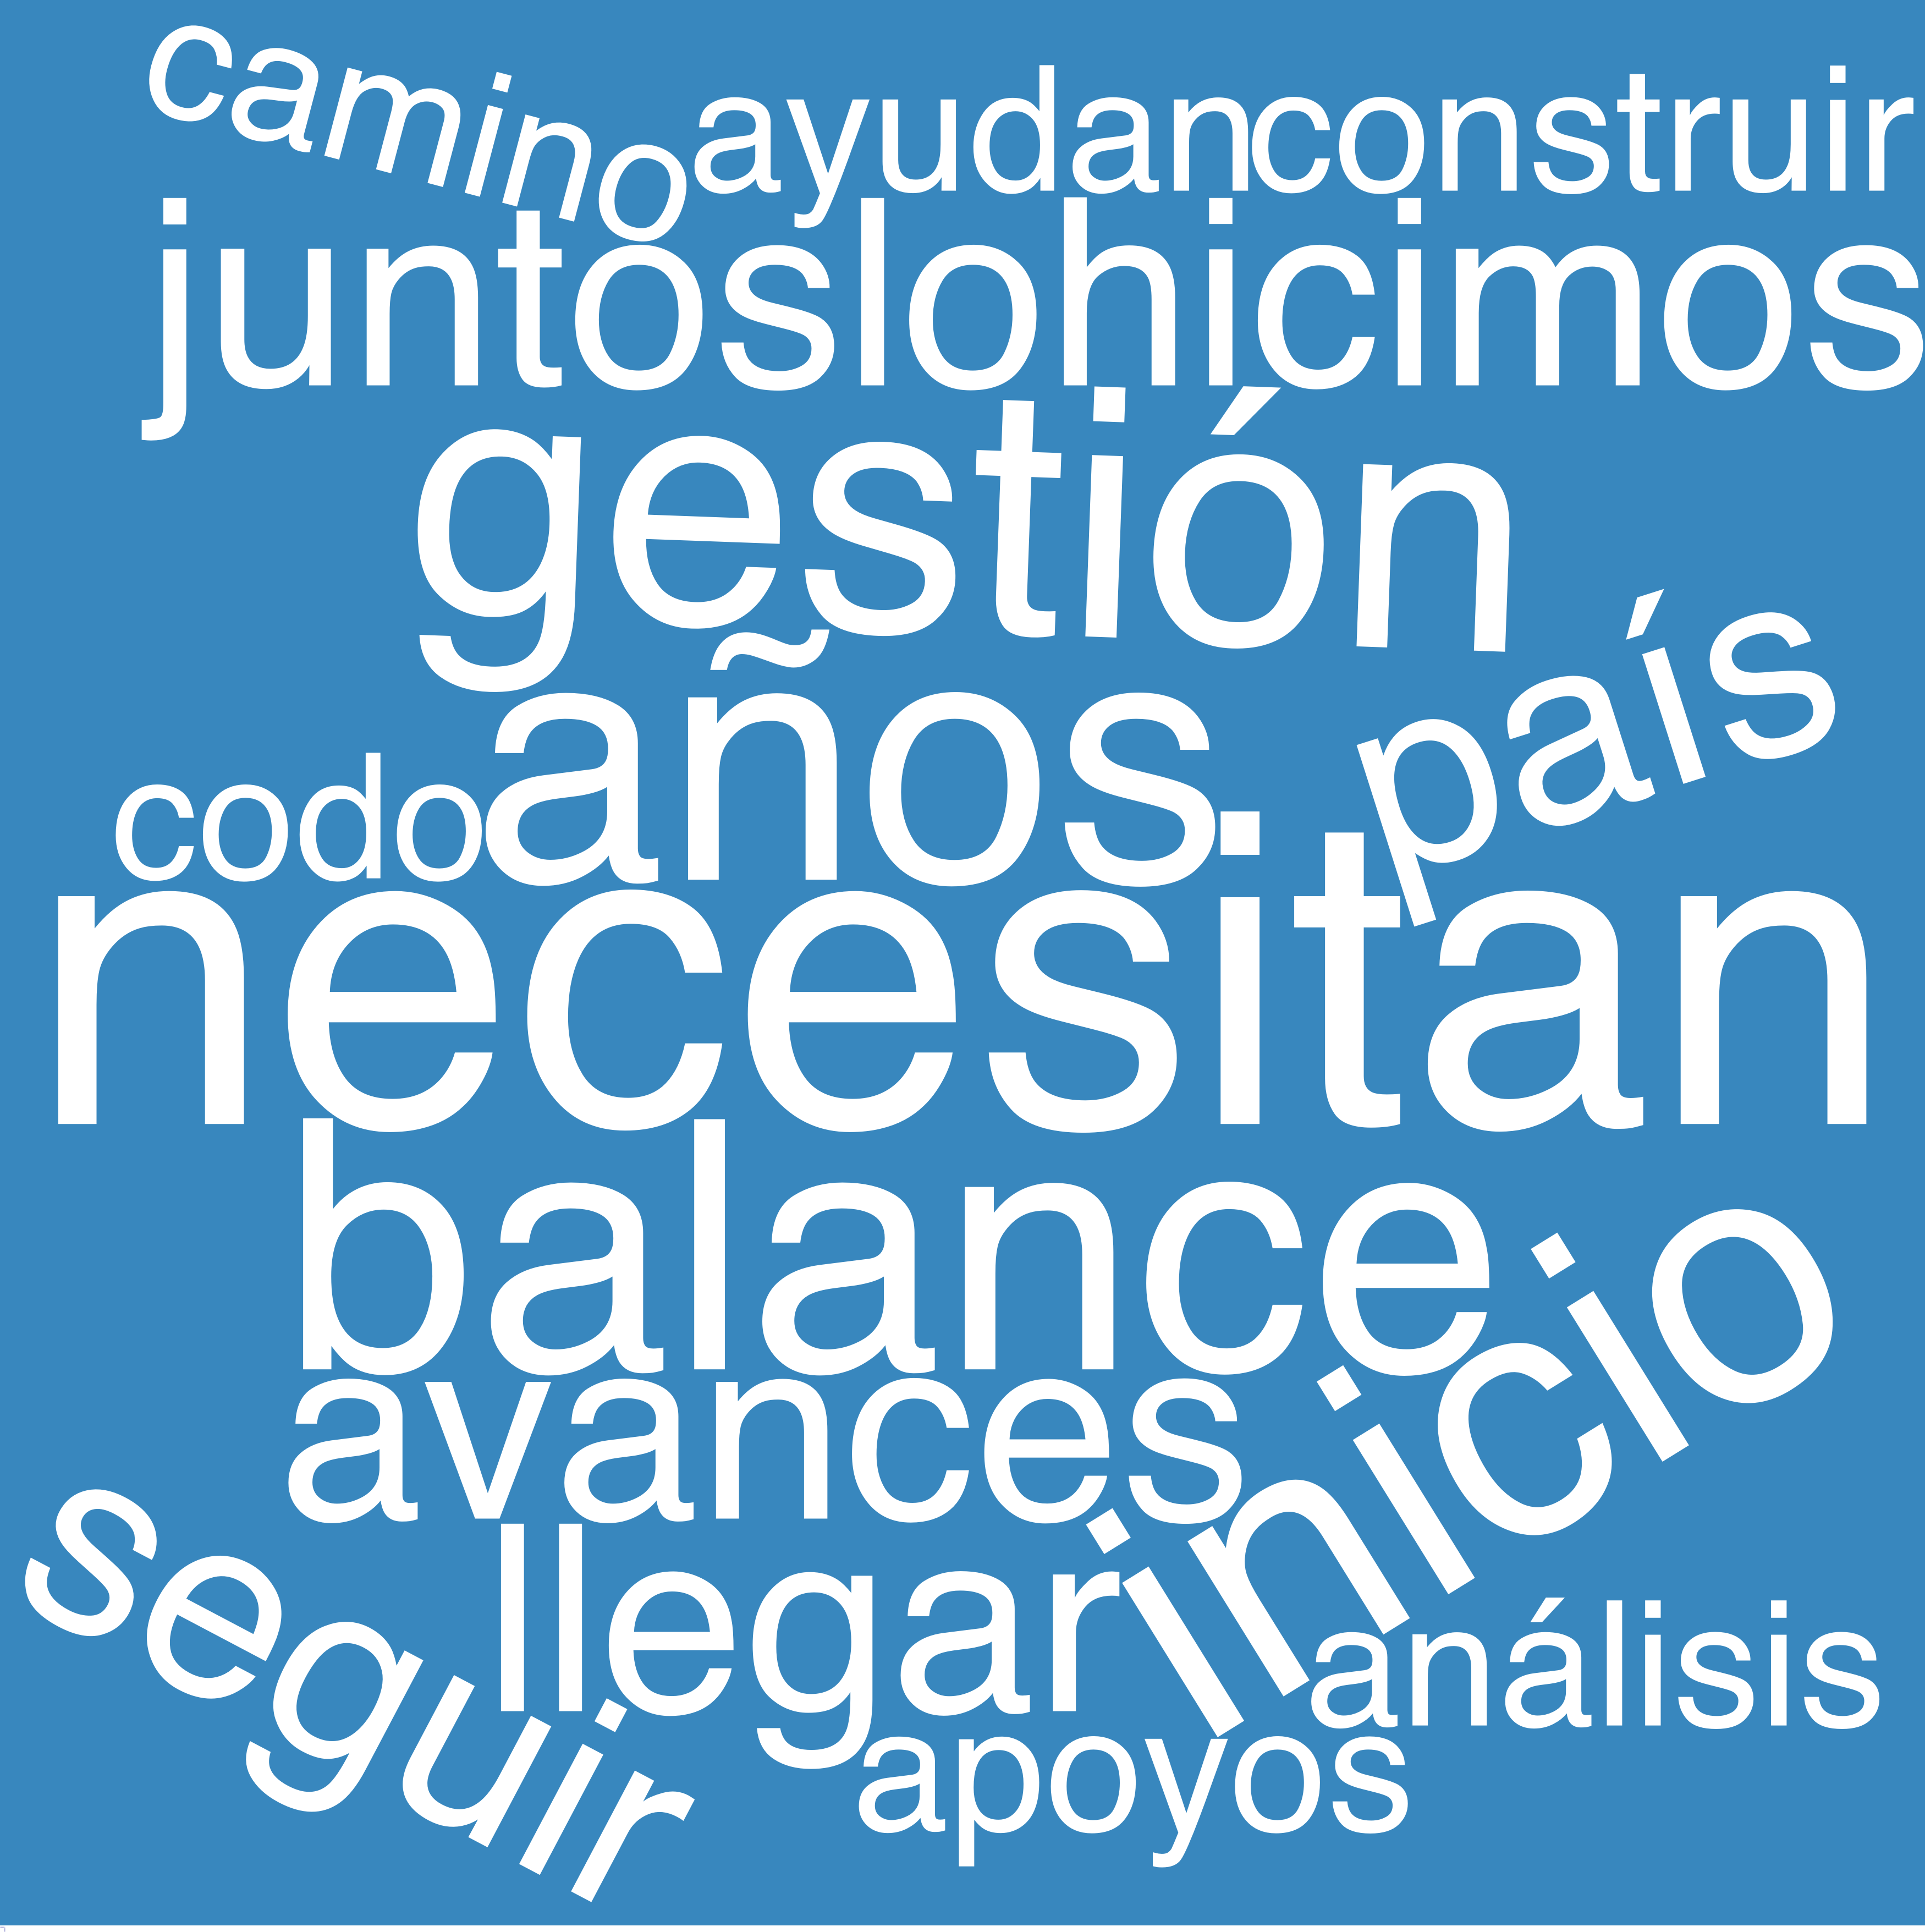 camino ayudan construir
juntoslohicimos
gestión
país
codo años.
necesitan
balance
inicio
avances
seguir llegar
análisis
apoyos